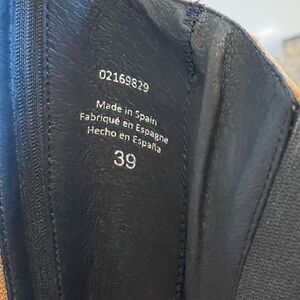 02169829
Made in Spain
Fabriqué en Espagne
Hecho en España
39